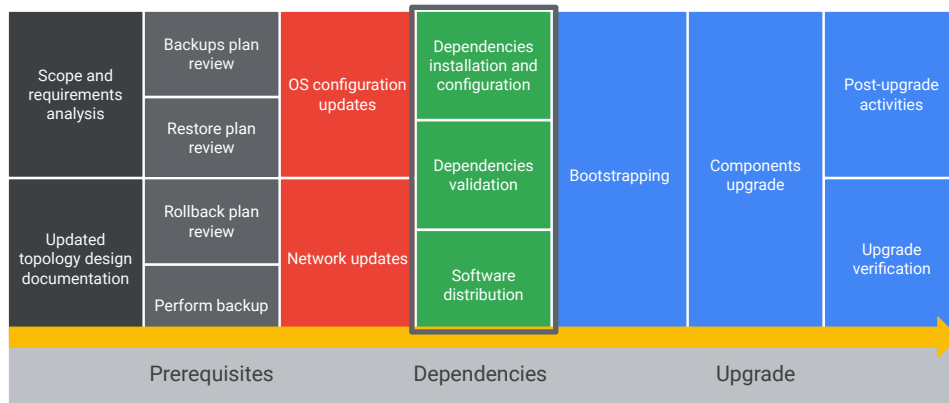 Scope and
requirements
analysis
Updated
topology design
documentation
Backups plan
review
Restore plan
review
Rollback plan
review
Perform backup
OS configuration
updates
Network updates
Dependencies
installation and
configuration
Dependencies
validation
Software
distribution
Bootstrapping
Components
upgrade
Post-upgrade
activities
Upgrade
verification
Prerequisites
Dependencies
Upgrade